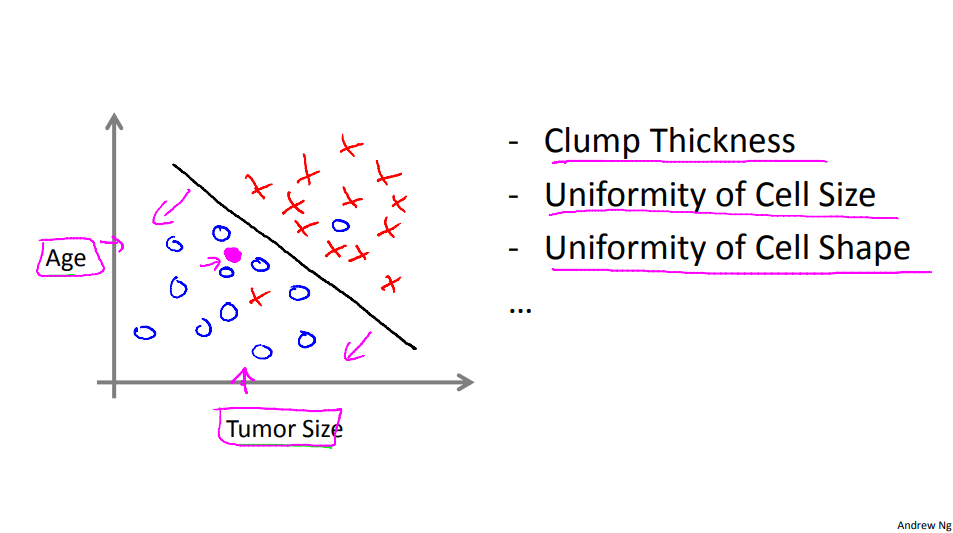 - Clump Thickness
- Uniformity of Cell Size
- Uniformity of Cell Shape
...
Age
Tumor Size
Andrew Ng